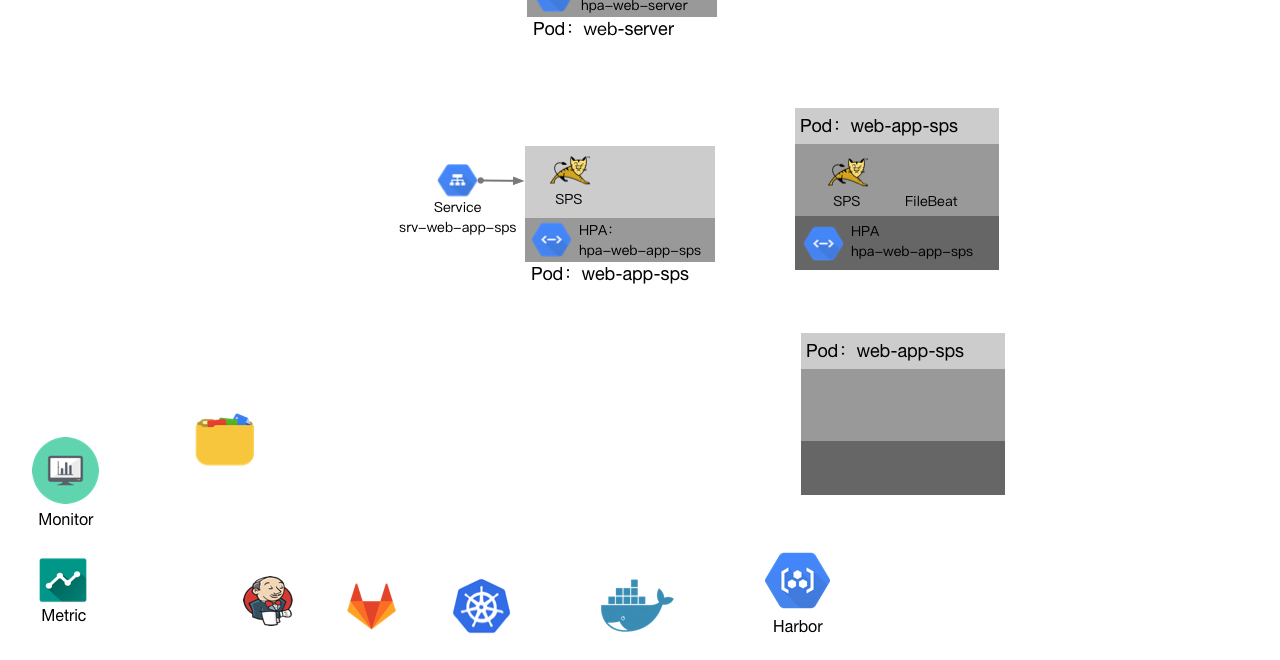 hpa-web-server
Pod：web-server
Pod：web-app-sps
SPS
SPS
FileBeat
Service
srv-web-app-sps
HPA：
hpa-web-app-sps
HPA
hpa-web-app-sps
Pod：web-app-sps
Pod：web-app-sps
Monitor
Metric
Harbor